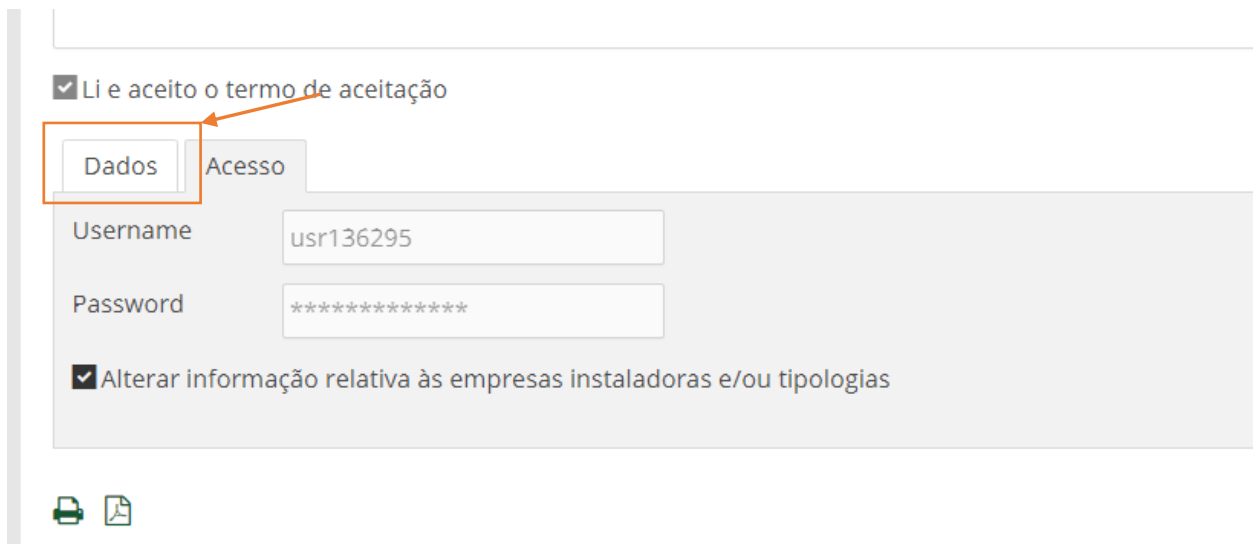 Li e aceito o termo de aceitação
Dados Acesso
Username usr136295
Password *************
Alterar informação relativa às empresas instaladoras e/ou tipologias